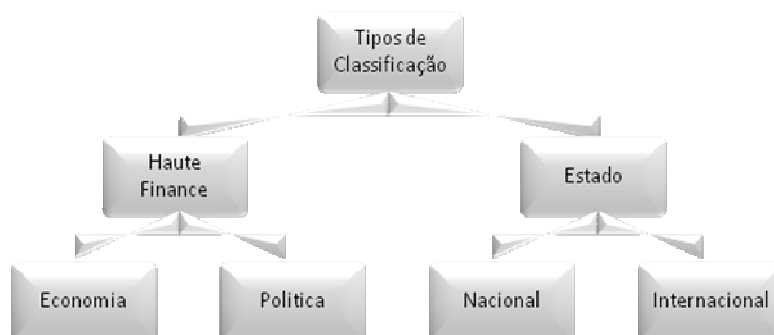 Tipos de
Classificação
Haute
Finance
Estado
Economia
Politica
Nacional
Internacional